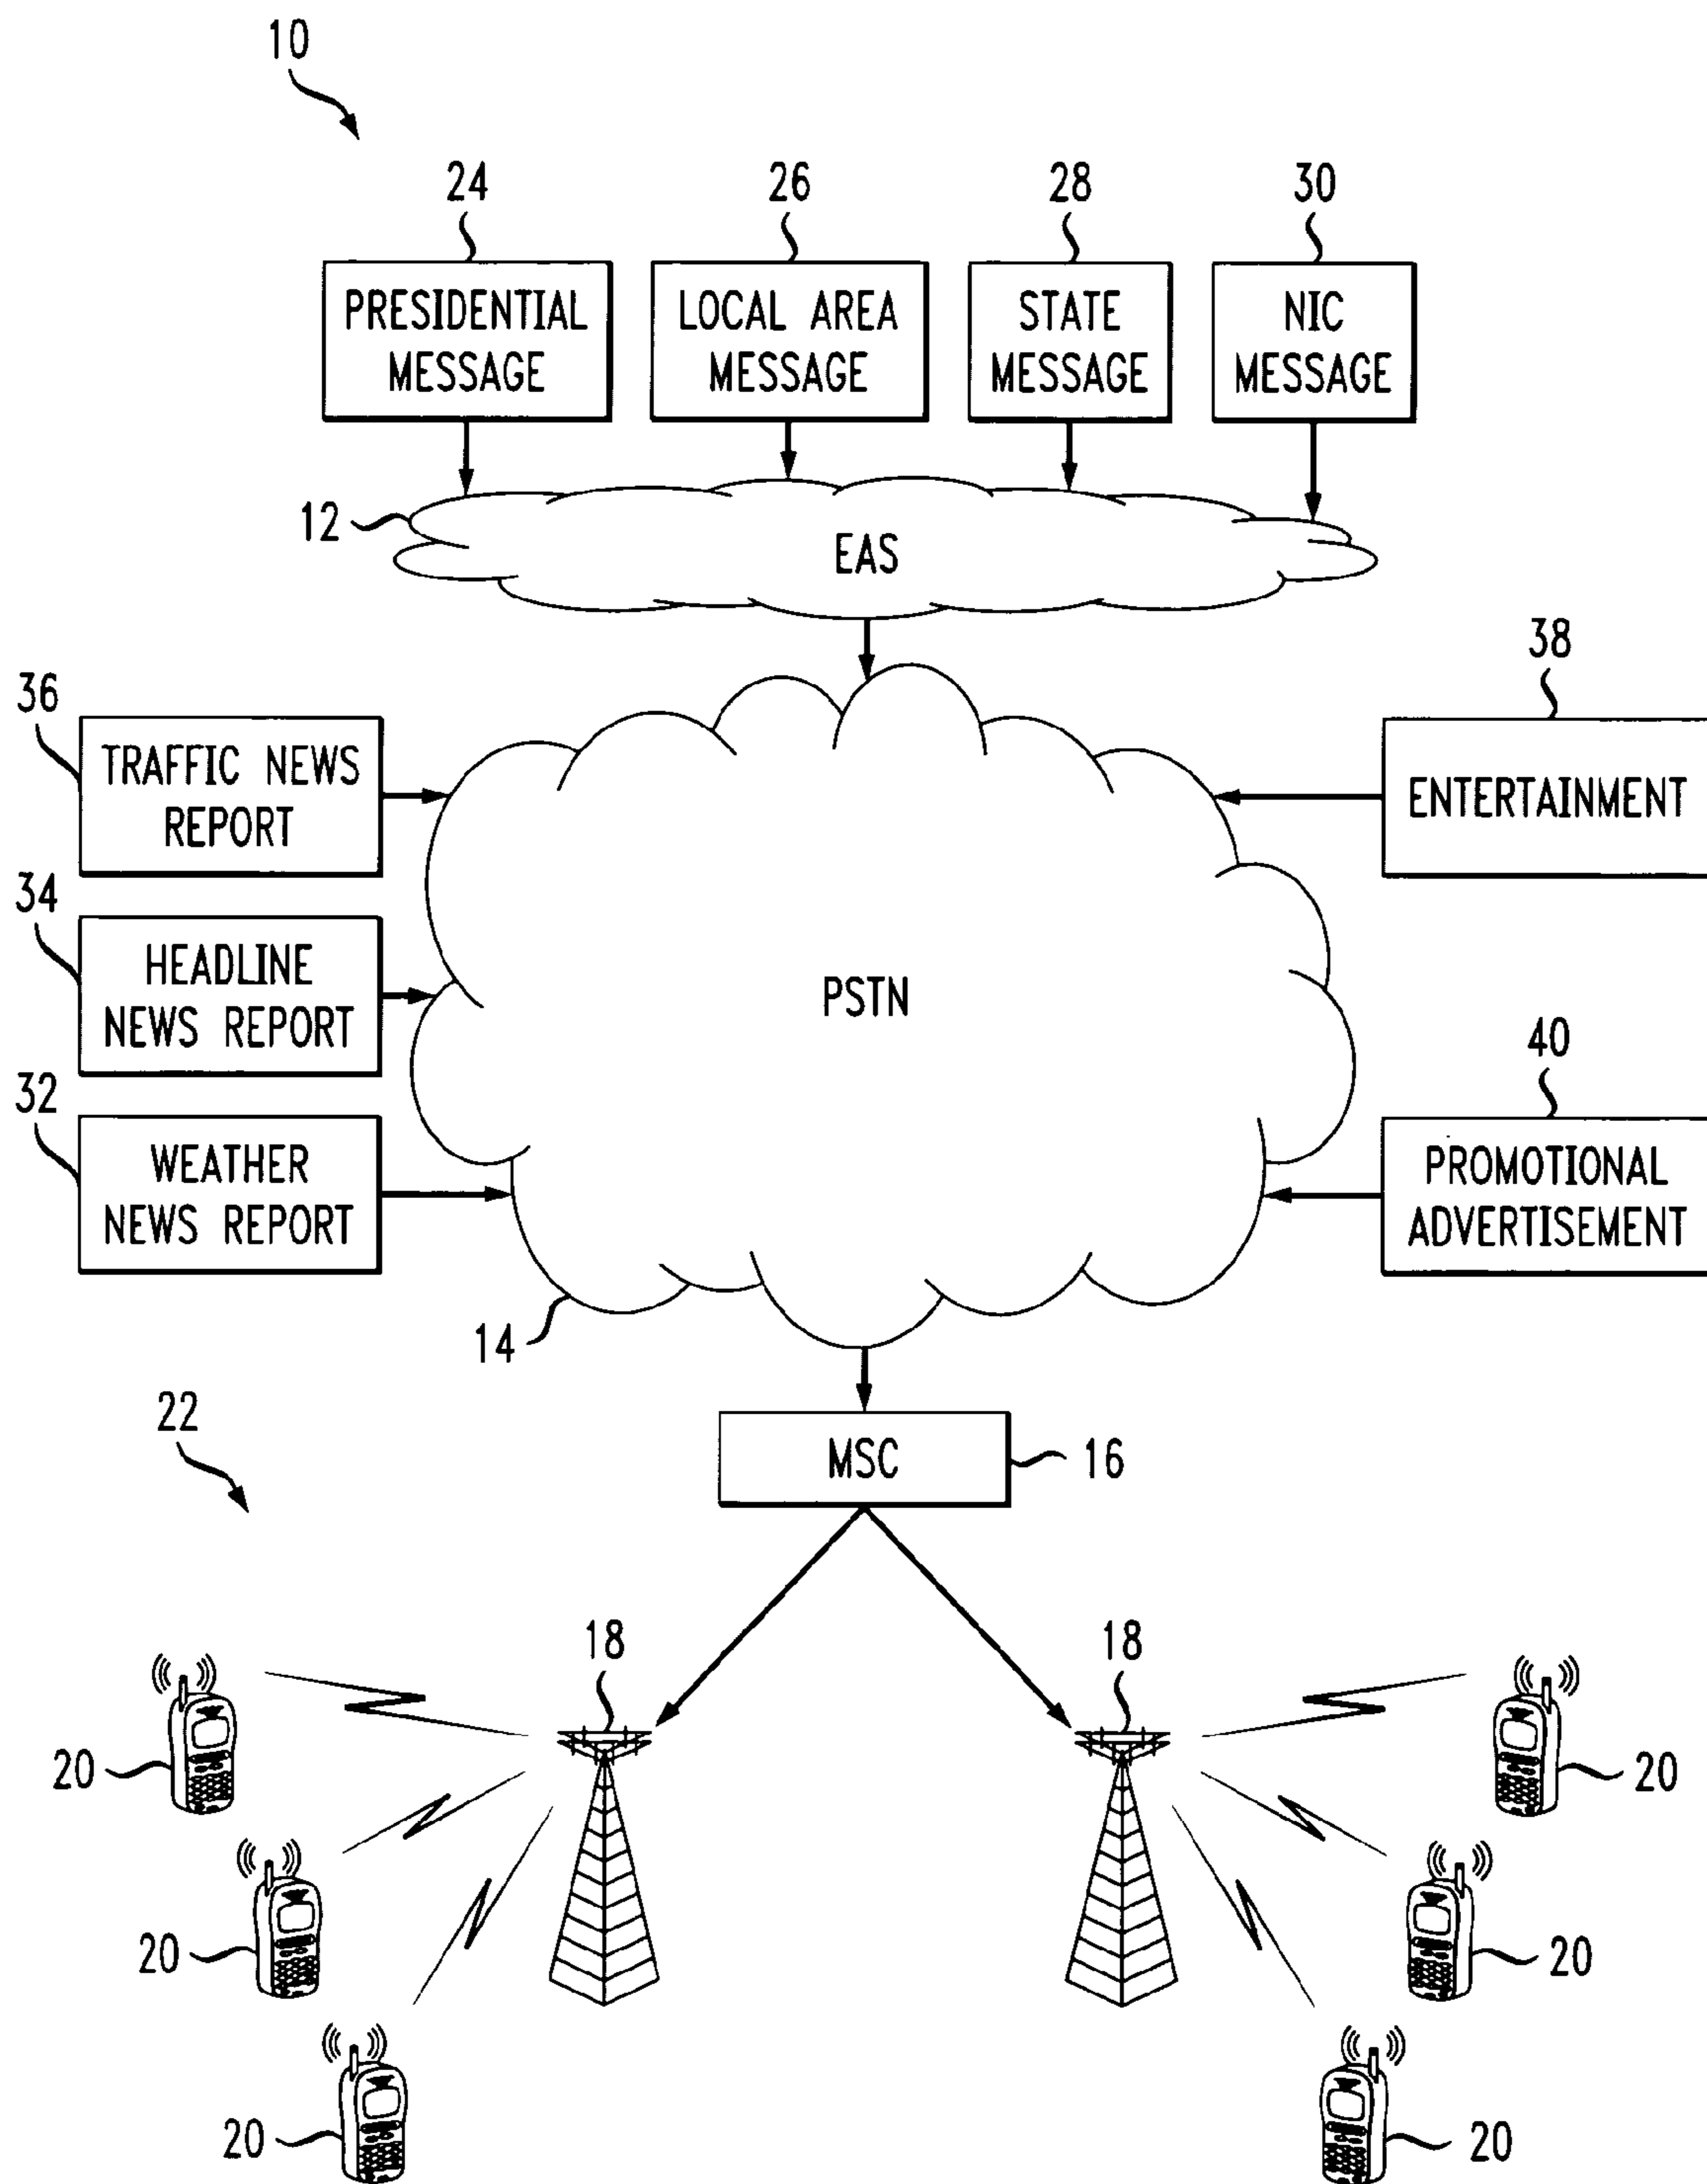 10
24
26
28
30
PRESIDENTIAL
MESSAGE
LOCAL AREA
MESSAGE
STATE
MESSAGE
NIC
MESSAGE
12
EAS
36
TRAFFIC NEWS
REPORT
38
ENTERTAINMENT
34
HEADLINE
NEWS REPORT
PSTN
32
WEATHER
NEWS REPORT
40
PROMOTIONAL
ADVERTISEMENT
14
22
MSC
16
18
18
20
20
20
20
20
20